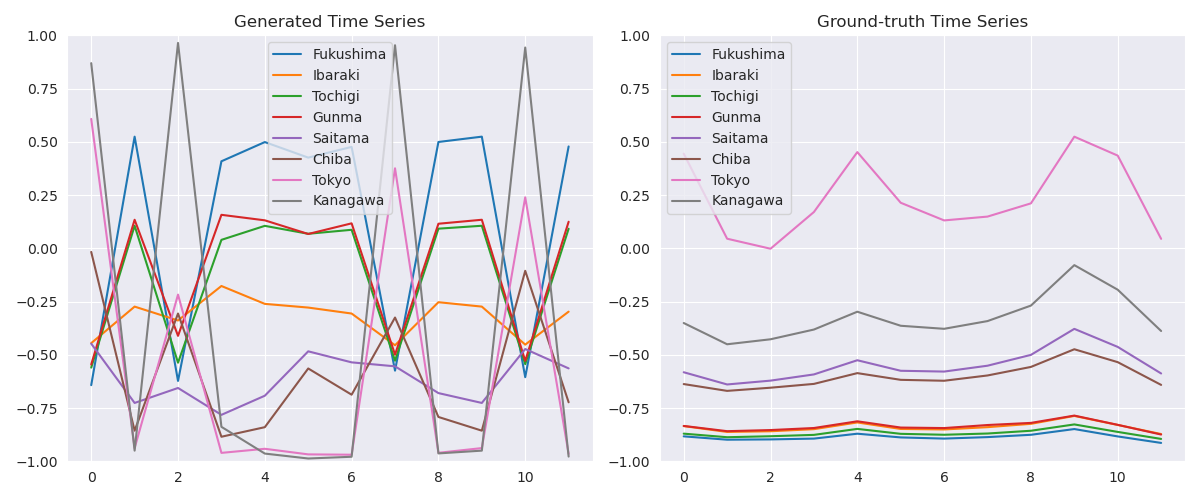 Generated Time Series
1.00
0.75
0.50
0.25
0.00
−0.25
−0.50
−0.75
−1.00
0
2
4
6
8
10
Fukushima
Ibaraki
Tochigi
Gunma
Saitama
Chiba
Tokyo
Kanagawa
Ground-truth Time Series
1.00
0.75
0.50
0.25
0.00
−0.25
−0.50
−0.75
−1.00
0
2
4
6
8
10
Fukushima
Ibaraki
Tochigi
Gunma
Saitama
Chiba
Tokyo
Kanagawa